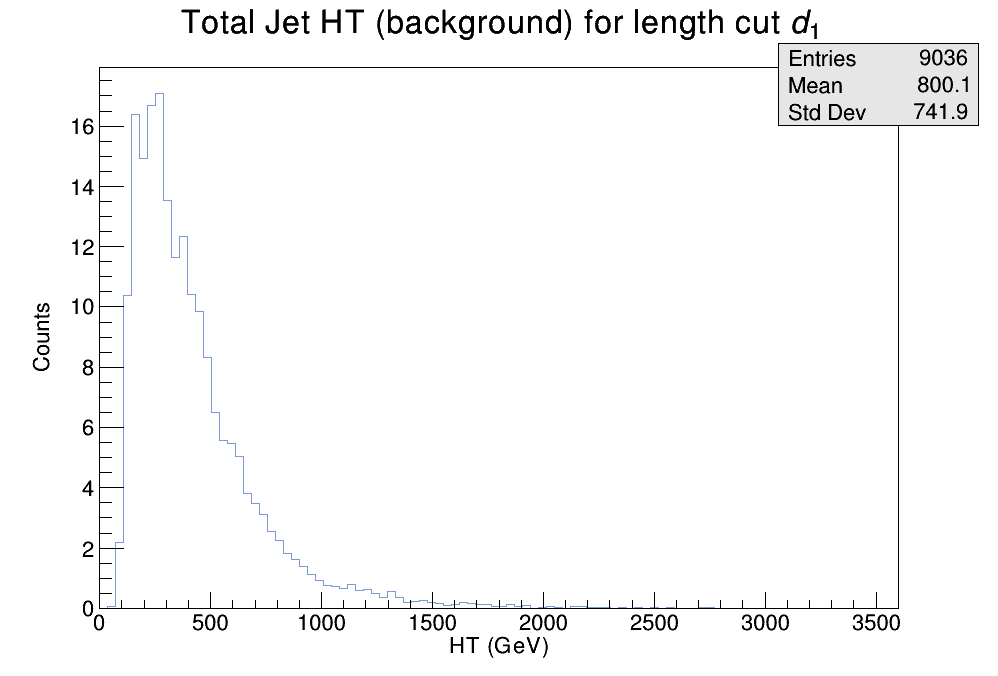 Total Jet HT (background) for length cut d₁
Entries 9036
Mean 800.1
Std Dev 741.9
16
14
12
10
8
6
4
2
0
Counts
0 500 1000 1500 2000 2500 3000 3500
HT (GeV)